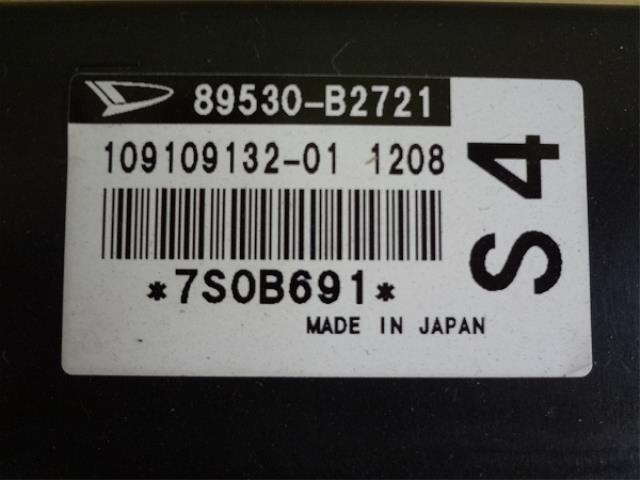 89530-B2721
109109132-01 1208
*7S0B691*
MADE IN JAPAN
S4